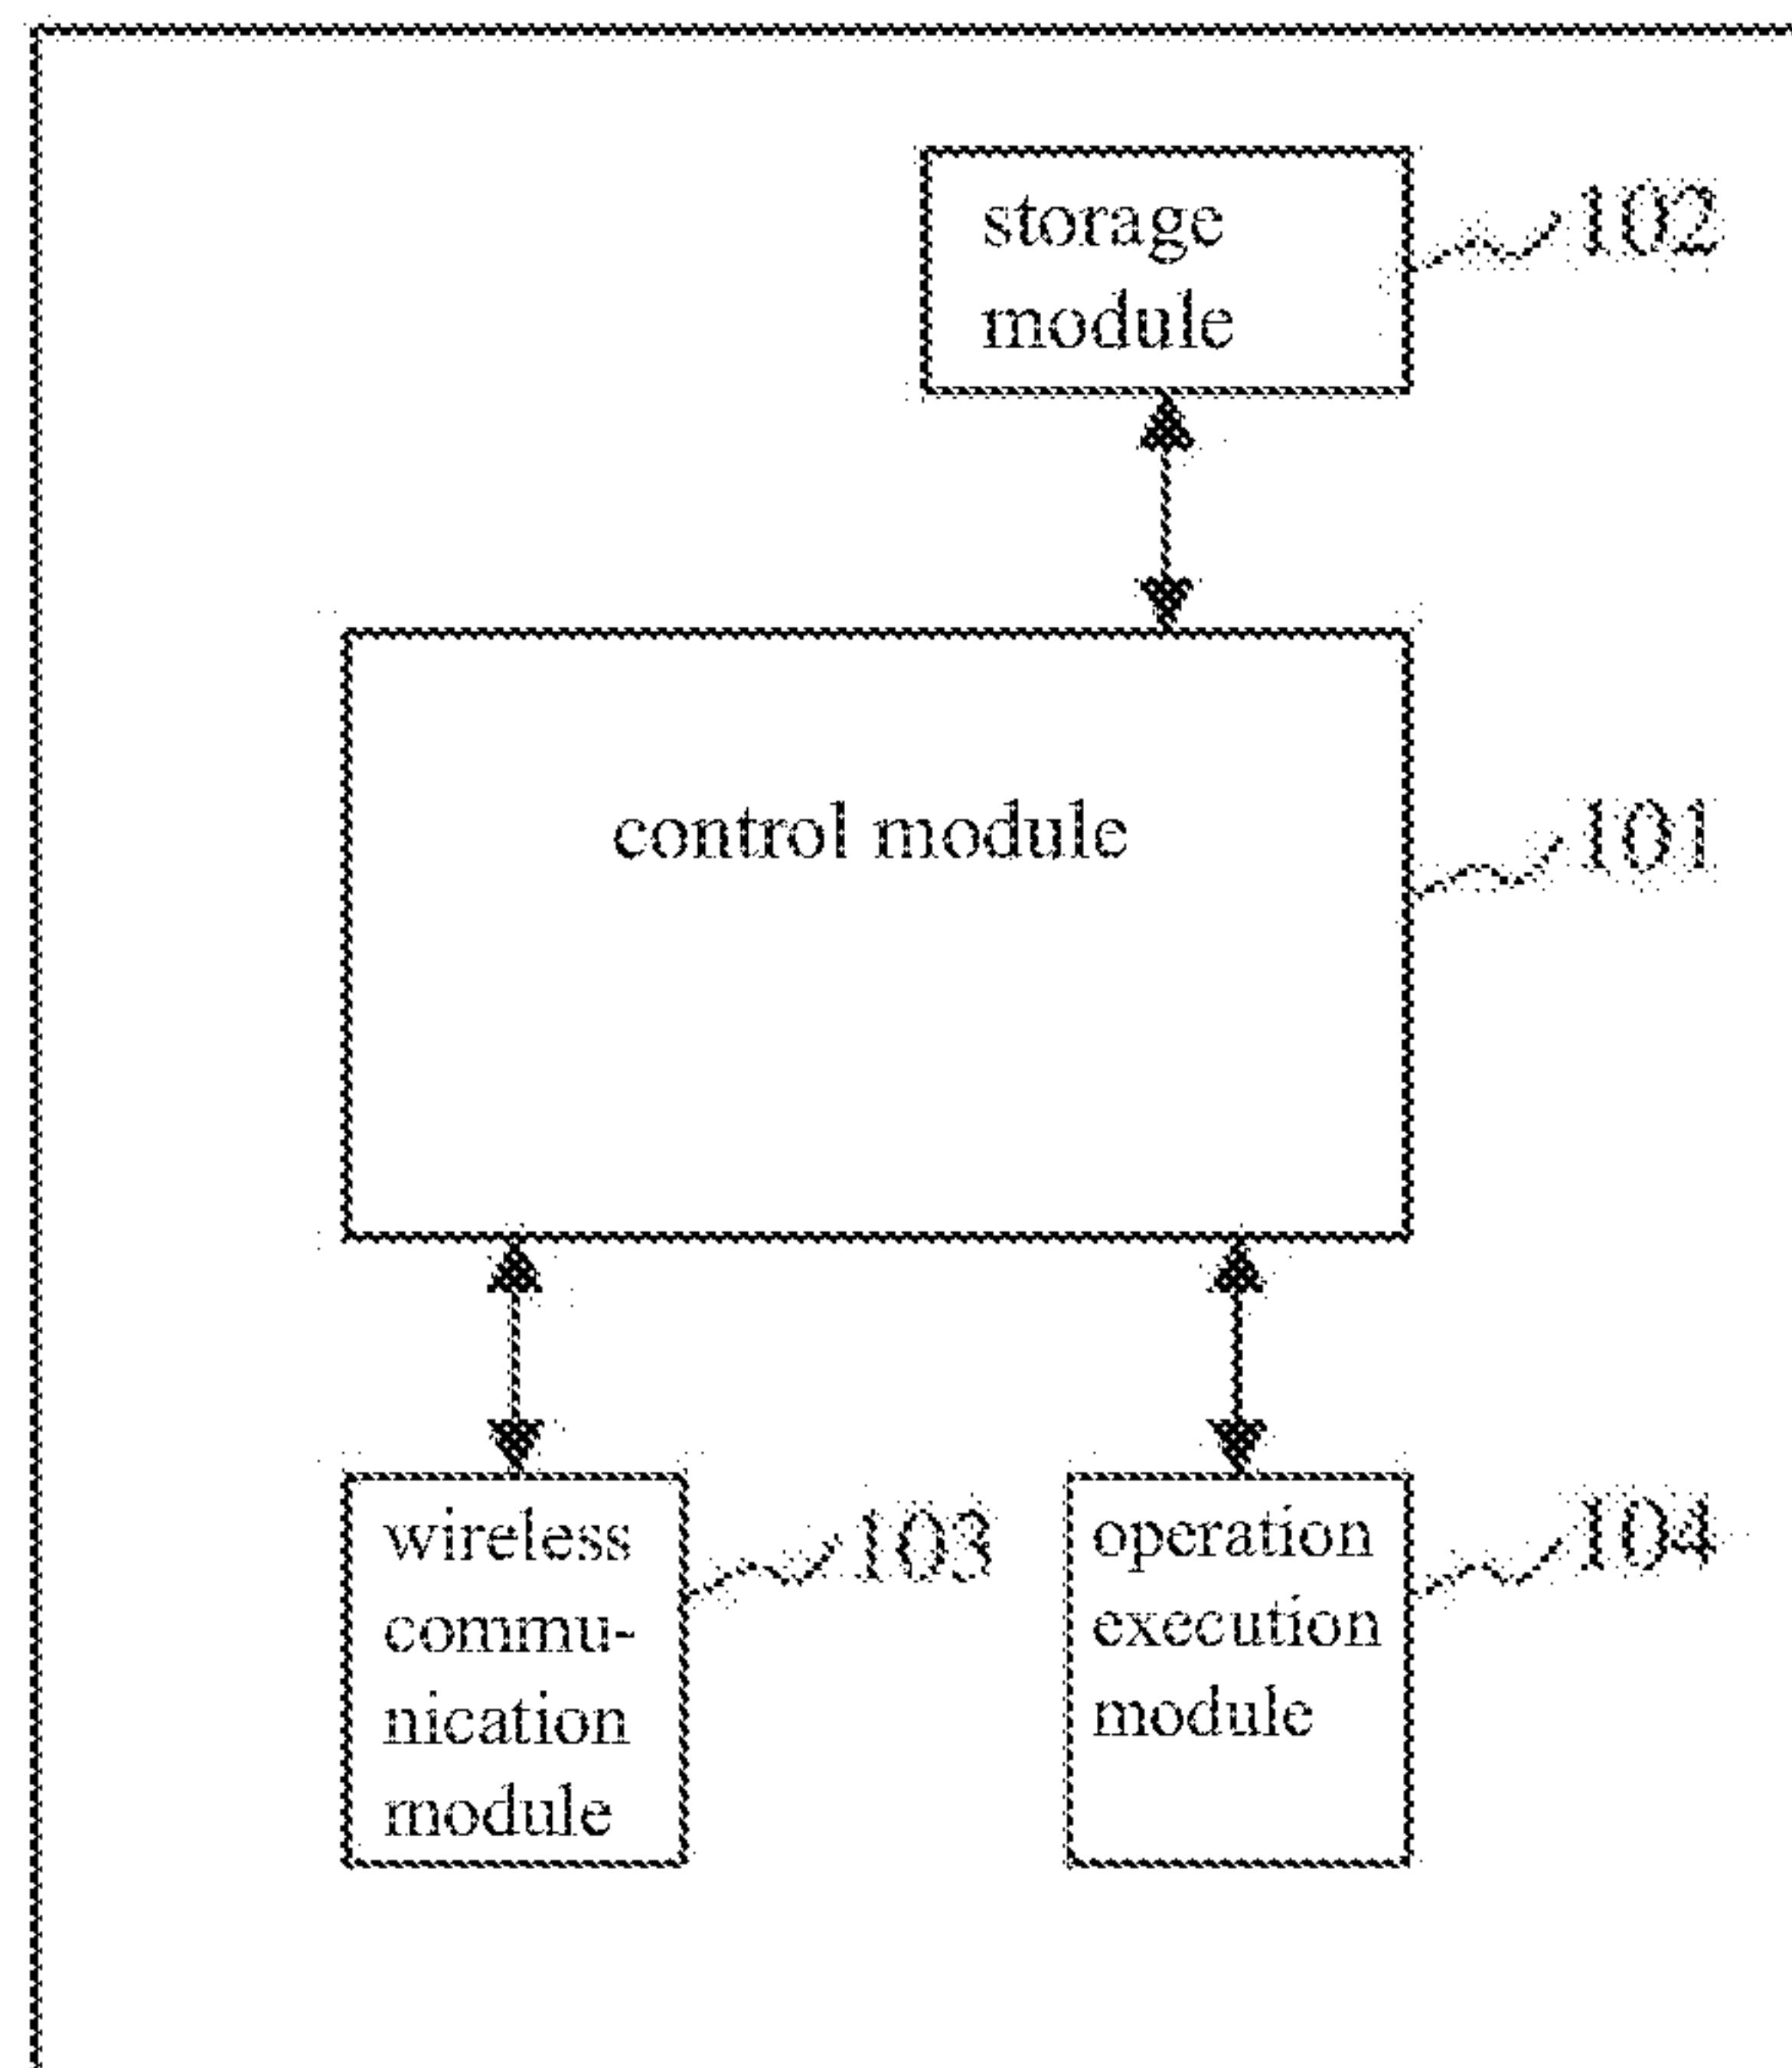 storage
module
102
control module
101
wireless
commu-
nication
module
103
operation
execution
module
104